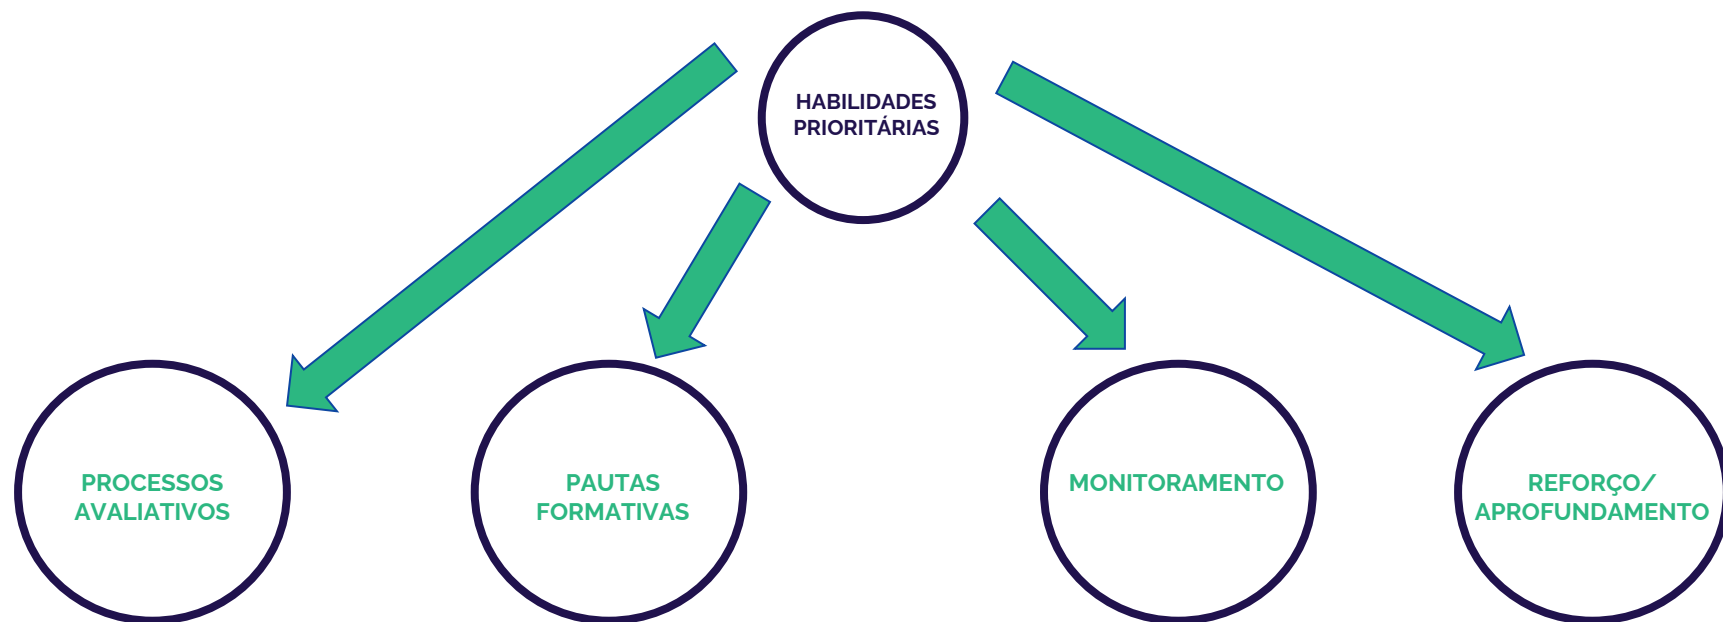 HABILIDADES
PRIORITÁRIAS
PROCESSOS
AVALIATIVOS
PAUTAS
FORMATIVAS
MONITORAMENTO
REFORÇO/
APROFUNDAMENTO